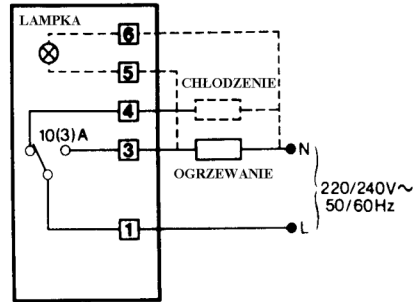 LAMPKA
6
5
CHŁODZENIE
4
10(3)A
3
N
OGRZEWANIE
220/240V~
50/60Hz
1
L